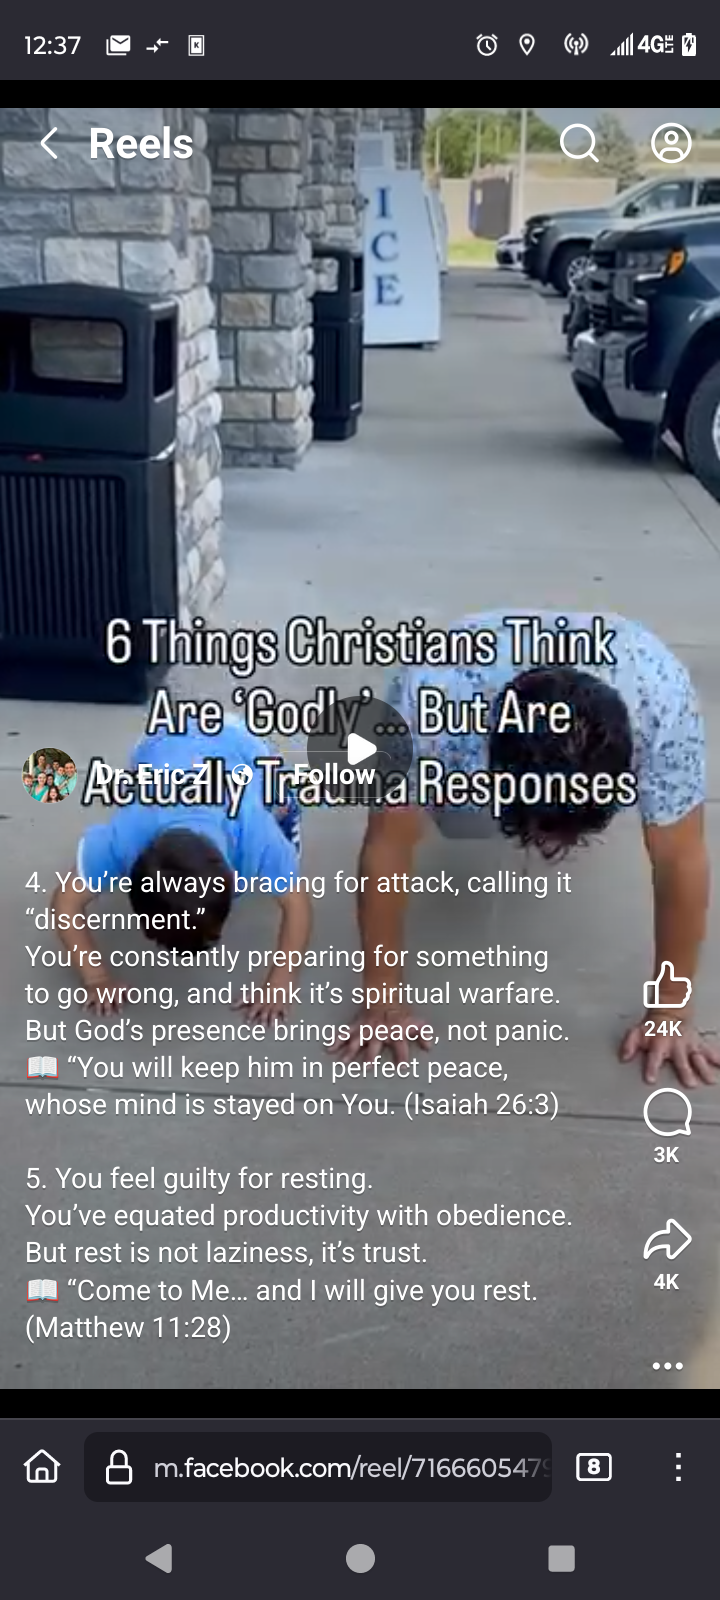 12:37
4G LTE
Reels
I
C
E
6 Things Christians Think
Are ‘Godly’... But Are
Actually Trauma Responses
Dr. Eric Z
Follow
4. You’re always bracing for attack, calling it
“discernment.”
You’re constantly preparing for something
to go wrong, and think it’s spiritual warfare.
But God’s presence brings peace, not panic.
📖 “You will keep him in perfect peace,
whose mind is stayed on You. (Isaiah 26:3)
5. You feel guilty for resting.
You’ve equated productivity with obedience.
But rest is not laziness, it’s trust.
📖 “Come to Me… and I will give you rest.
(Matthew 11:28)
24K
3K
4K
m.facebook.com/reel/716660547
8